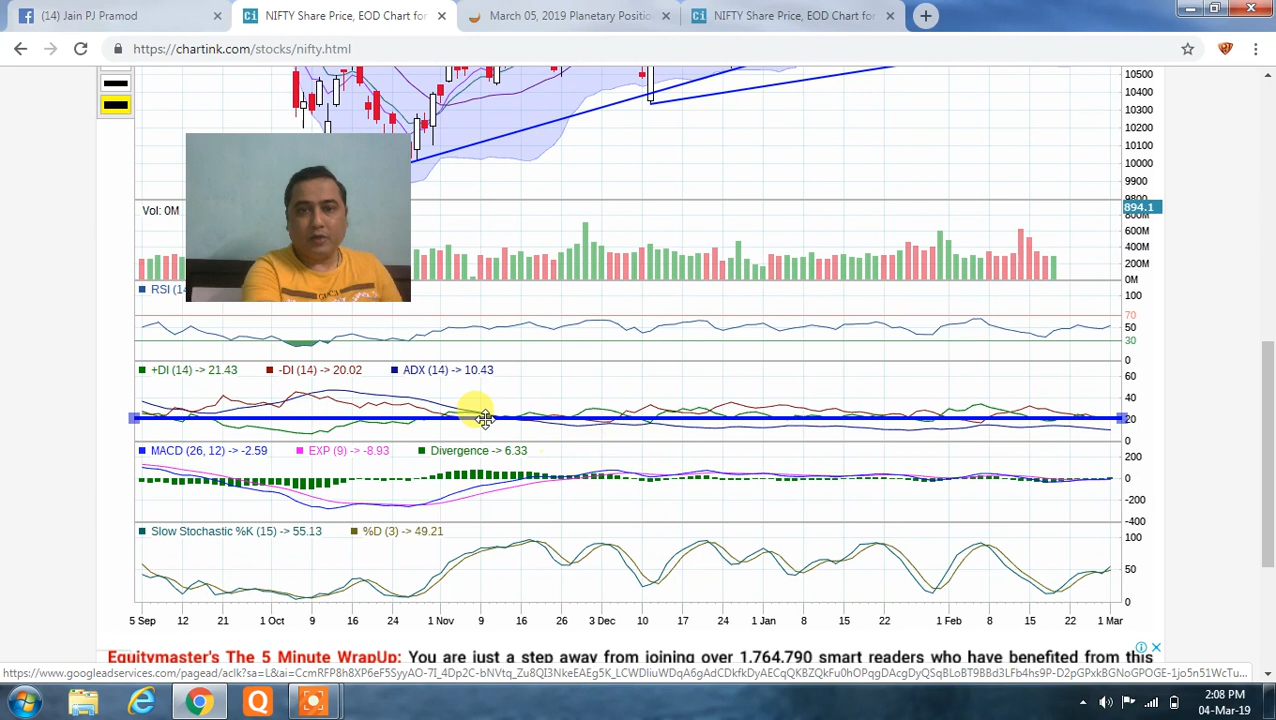 (14) Jain PJ Pramod
NIFTY Share Price, EOD Chart for
March 05, 2019 Planetary Positio
NIFTY Share Price, EOD Chart for
https://chartink.com/stocks/nifty.html
10500
10400
10300
10200
10100
10000
9900
9800
Vol: 0M
894.1
800M
600M
400M
200M
0M
RSI (14
100
70
50
30
0
+DI (14) -> 21.43 -DI (14) -> 20.02 ADX (14) -> 10.43
60
40
20
0
MACD (26, 12) -> -2.59 EXP (9) -> -8.93 Divergence -> 6.33
200
0
-200
-400
Slow Stochastic %K (15) -> 55.13 %D (3) -> 49.21
100
50
0
5 Sep 12 21 1 Oct 9 16 24 1 Nov 9 16 26 3 Dec 10 17 24 1 Jan 8 15 22 1 Feb 8 15 22 1 Mar
Equitymaster's The 5 Minute WrapUp: You are just a step away from joining over 1,764,790 smart readers who have benefited from this
2:08 PM
04-Mar-19